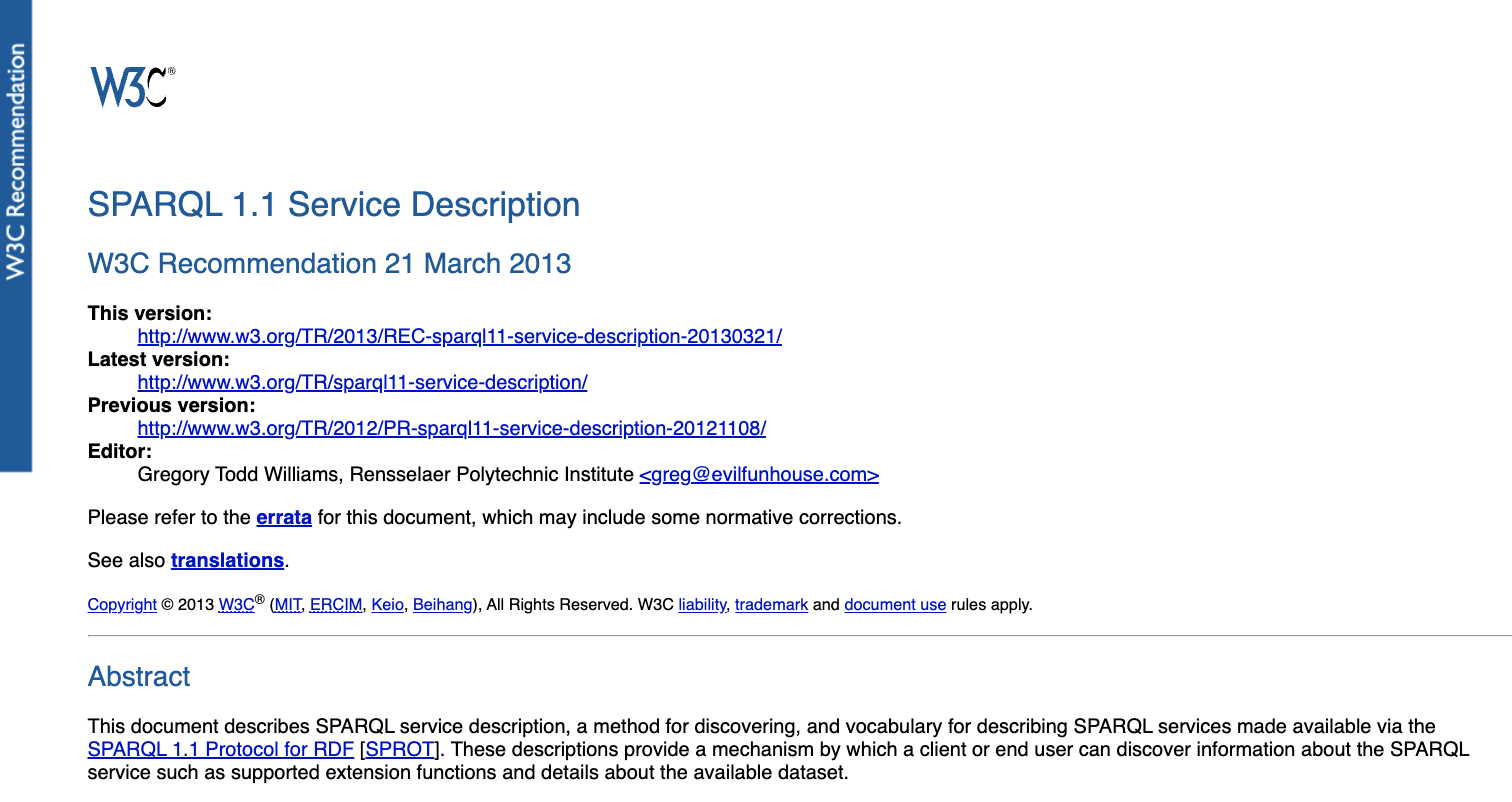 W3C Recommendation
W3C®
SPARQL 1.1 Service Description
W3C Recommendation 21 March 2013
This version:
http://www.w3.org/TR/2013/REC-sparql11-service-description-20130321/
Latest version:
http://www.w3.org/TR/sparql11-service-description/
Previous version:
http://www.w3.org/TR/2012/PR-sparql11-service-description-20121108/
Editor:
Gregory Todd Williams, Rensselaer Polytechnic Institute <greg@evilfunhouse.com>
Please refer to the errata for this document, which may include some normative corrections.
See also translations.
Copyright © 2013 W3C® (MIT, ERCIM, Keio, Beihang), All Rights Reserved. W3C liability, trademark and document use rules apply.
Abstract
This document describes SPARQL service description, a method for discovering, and vocabulary for describing SPARQL services made available via the
SPARQL 1.1 Protocol for RDF [SPROT]. These descriptions provide a mechanism by which a client or end user can discover information about the SPARQL
service such as supported extension functions and details about the available dataset.